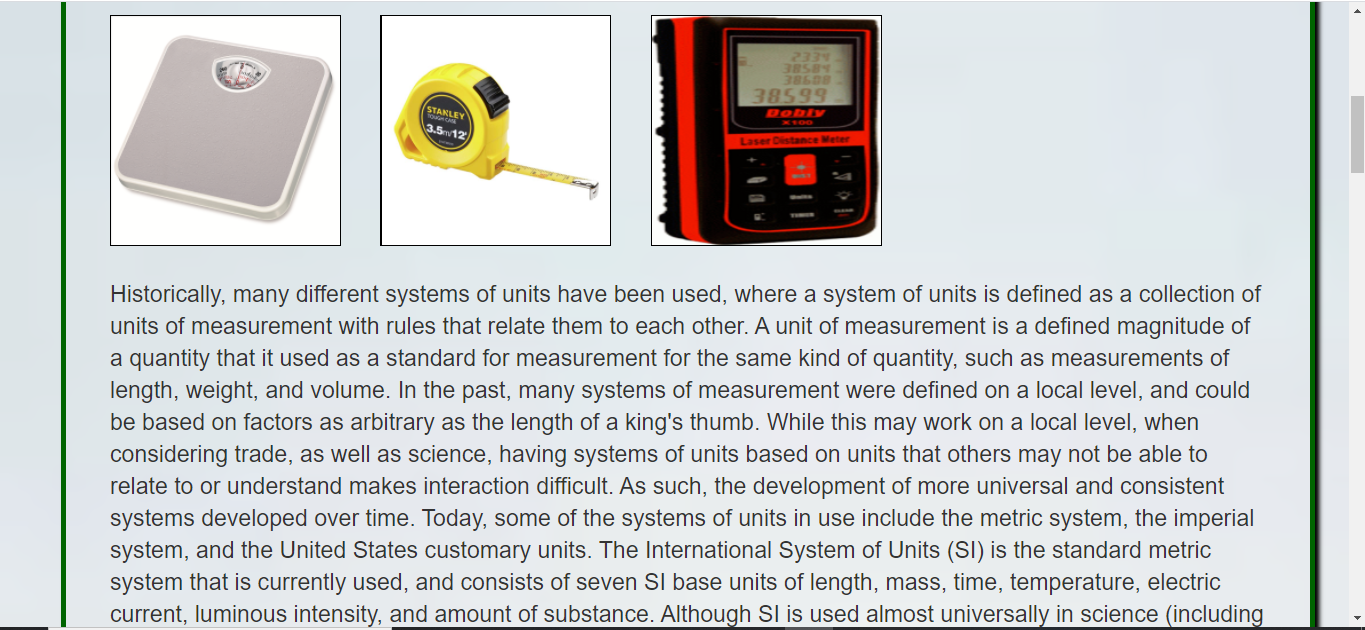 STANLEY
TOUGH CASE
3.5m/12'
2334
38584
38608
38599
Dobiy
X100
Laser Distance Meter
Units
TIMER
CLEAR
Historically, many different systems of units have been used, where a system of units is defined as a collection of
units of measurement with rules that relate them to each other. A unit of measurement is a defined magnitude of
a quantity that it used as a standard for measurement for the same kind of quantity, such as measurements of
length, weight, and volume. In the past, many systems of measurement were defined on a local level, and could
be based on factors as arbitrary as the length of a king's thumb. While this may work on a local level, when
considering trade, as well as science, having systems of units based on units that others may not be able to
relate to or understand makes interaction difficult. As such, the development of more universal and consistent
systems developed over time. Today, some of the systems of units in use include the metric system, the imperial
system, and the United States customary units. The International System of Units (SI) is the standard metric
system that is currently used, and consists of seven SI base units of length, mass, time, temperature, electric
current, luminous intensity, and amount of substance. Although SI is used almost universally in science (including